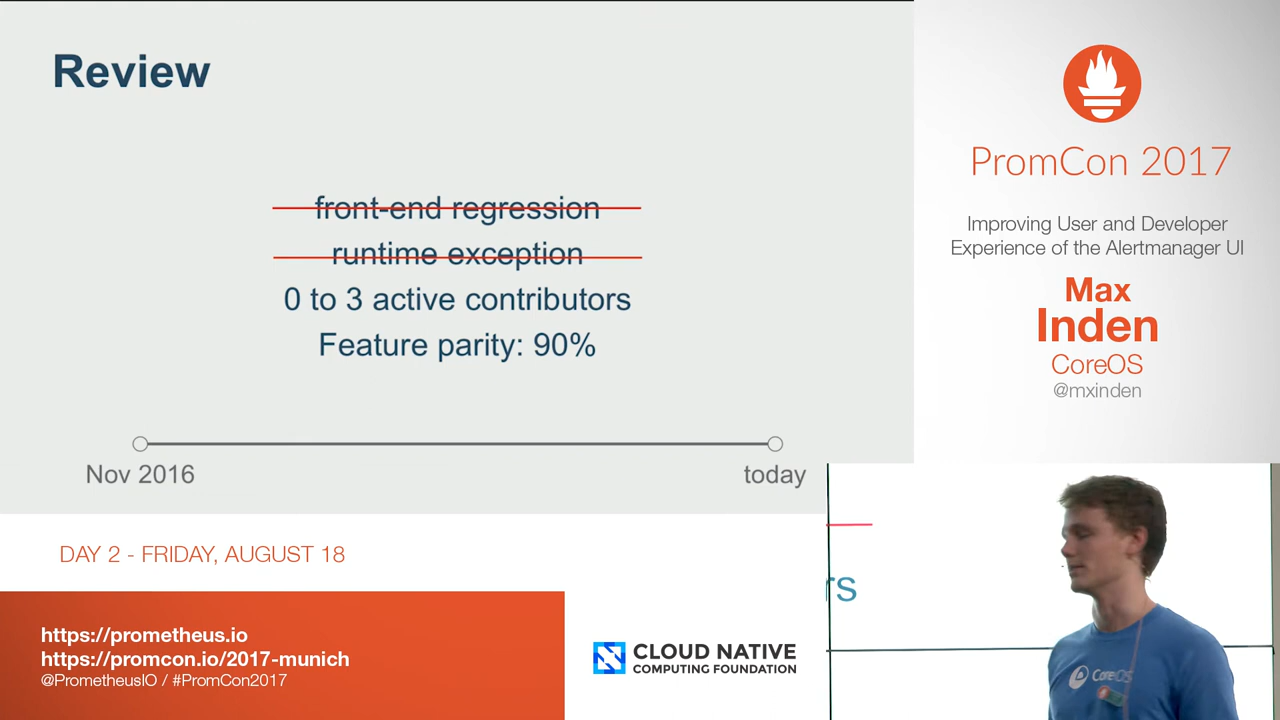 Review
front-end regression
runtime exception
0 to 3 active contributors
Feature parity: 90%
Nov 2016
today
PromCon 2017
Improving User and Developer
Experience of the Alertmanager UI
Max
Inden
CoreOS
@mxinden
DAY 2 - FRIDAY, AUGUST 18
https://prometheus.io
https://promcon.io/2017-munich
@PrometheusIO / #PromCon2017
CLOUD NATIVE
COMPUTING FOUNDATION
rs
CoreOS